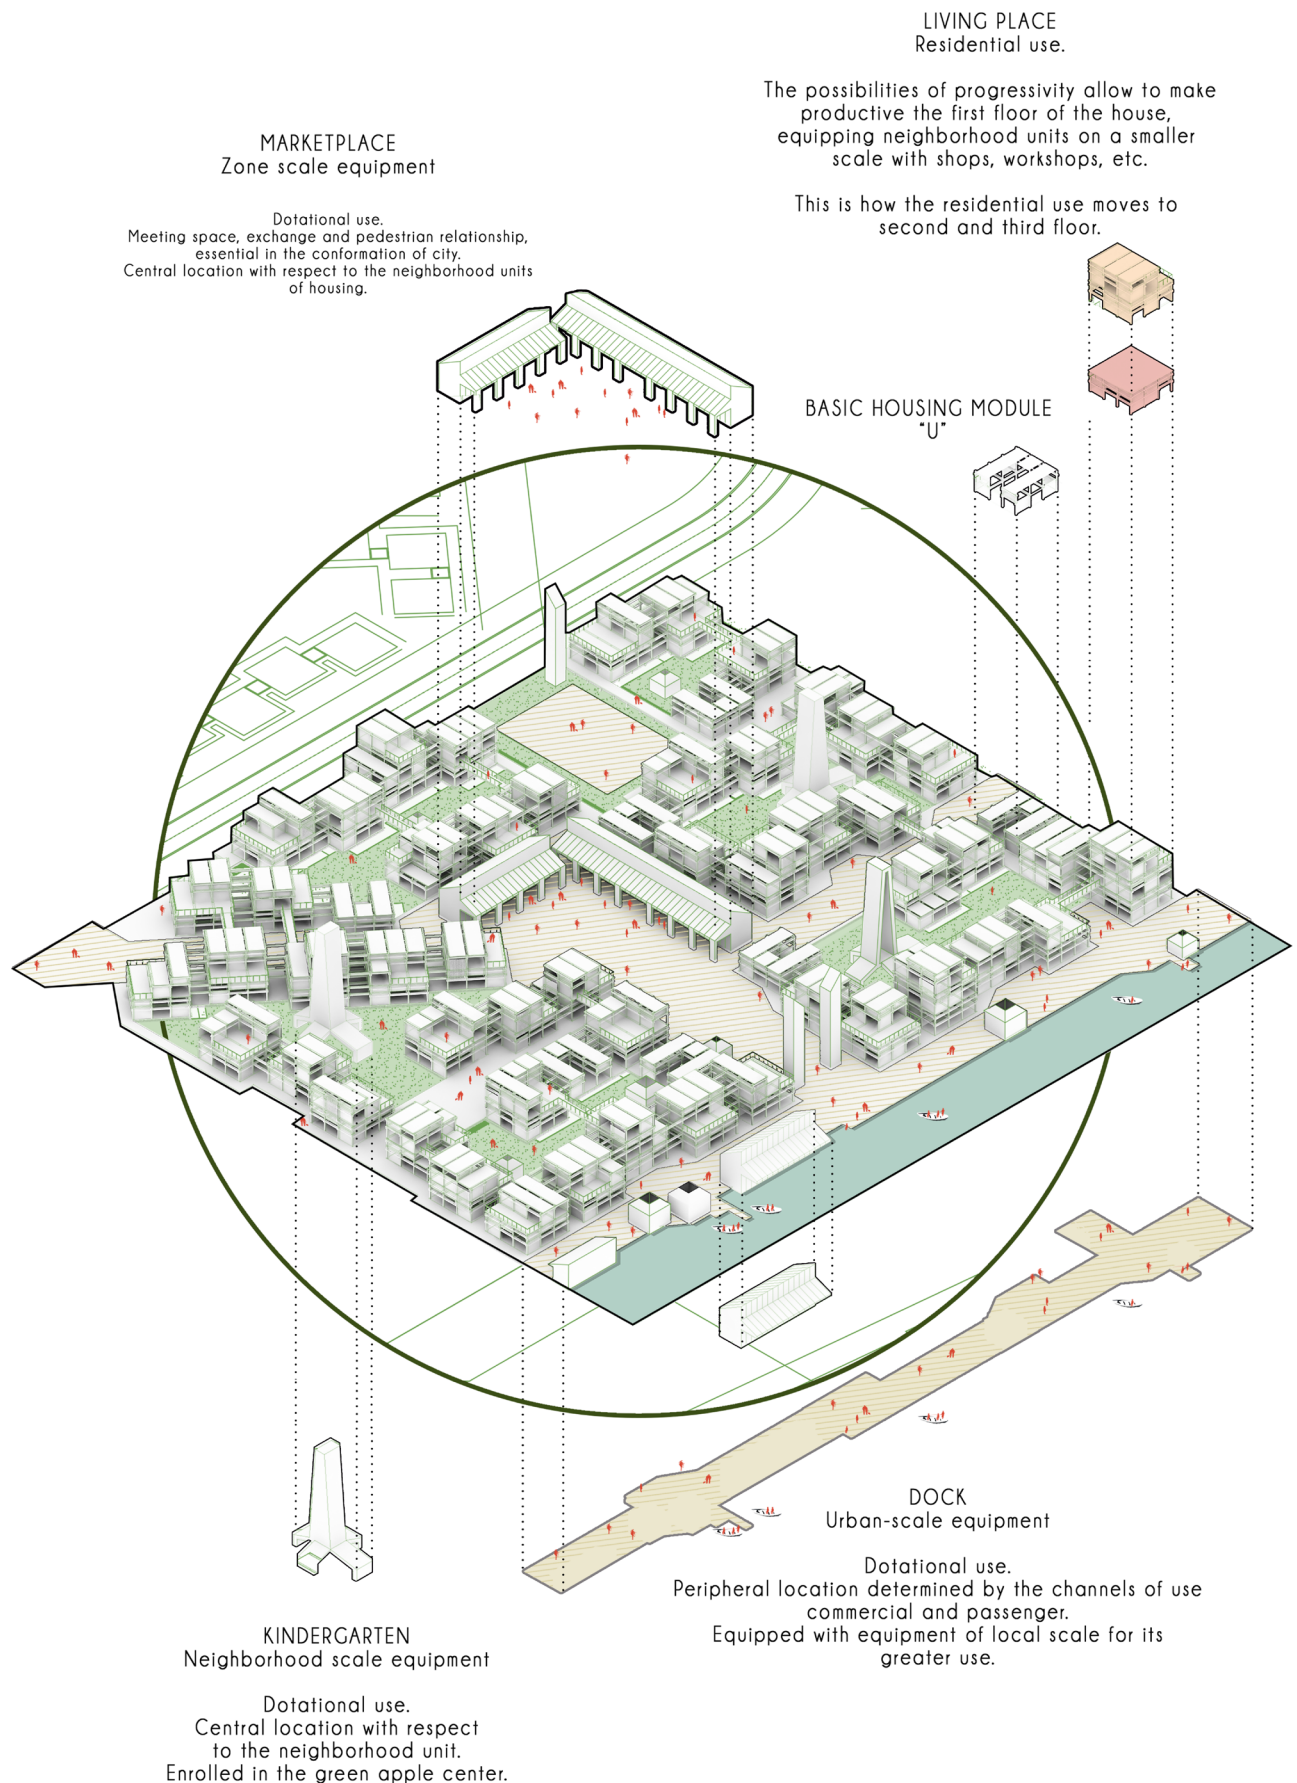 LIVING PLACE
Residential use.
The possibilities of progressivity allow to make
productive the first floor of the house,
equipping neighborhood units on a smaller
scale with shops, workshops, etc.
This is how the residential use moves to
second and third floor.
MARKETPLACE
Zone scale equipment
Dotational use.
Meeting space, exchange and pedestrian relationship,
essential in the conformation of city.
Central location with respect to the neighborhood units
of housing.
BASIC HOUSING MODULE
"U"
DOCK
Urban-scale equipment
Dotational use.
Peripheral location determined by the channels of use
commercial and passenger.
Equipped with equipment of local scale for its
greater use.
KINDERGARTEN
Neighborhood scale equipment
Dotational use.
Central location with respect
to the neighborhood unit.
Enrolled in the green apple center.